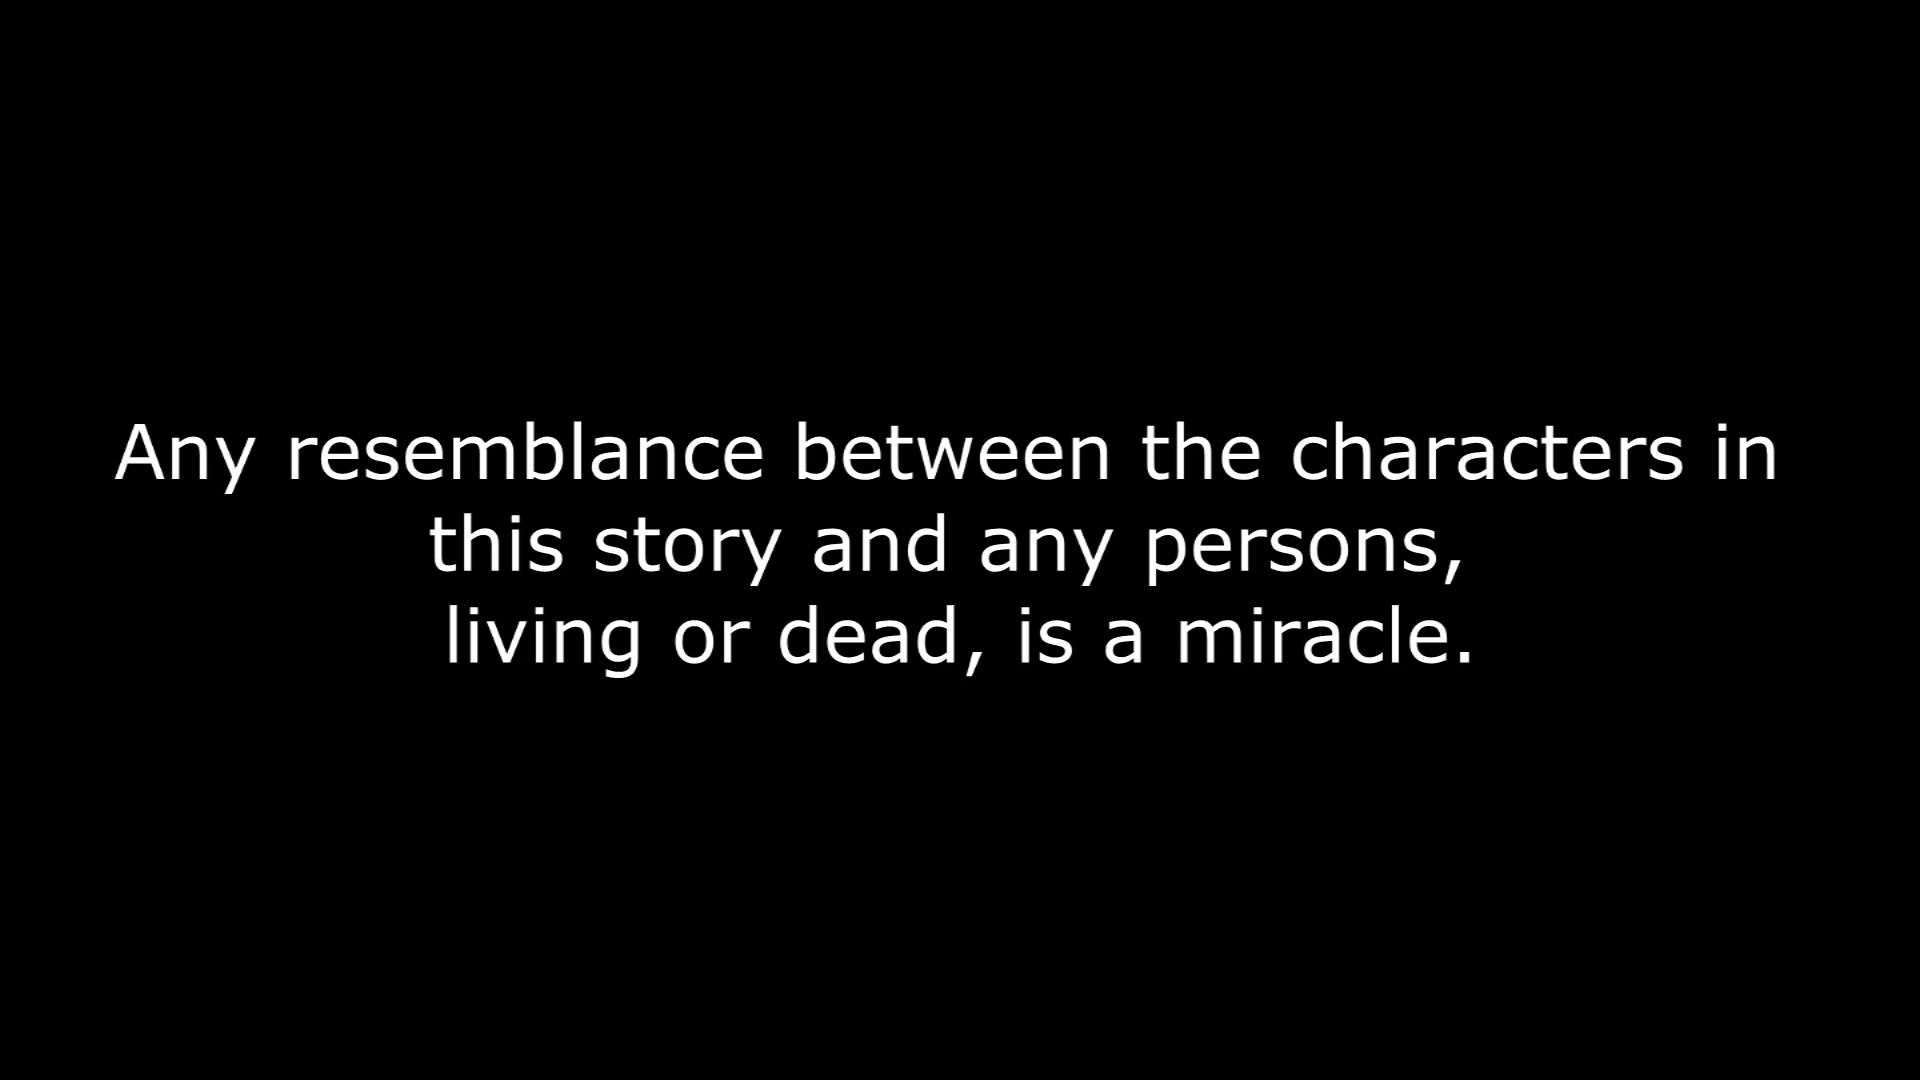 Any resemblance between the characters in
this story and any persons,
living or dead, is a miracle.